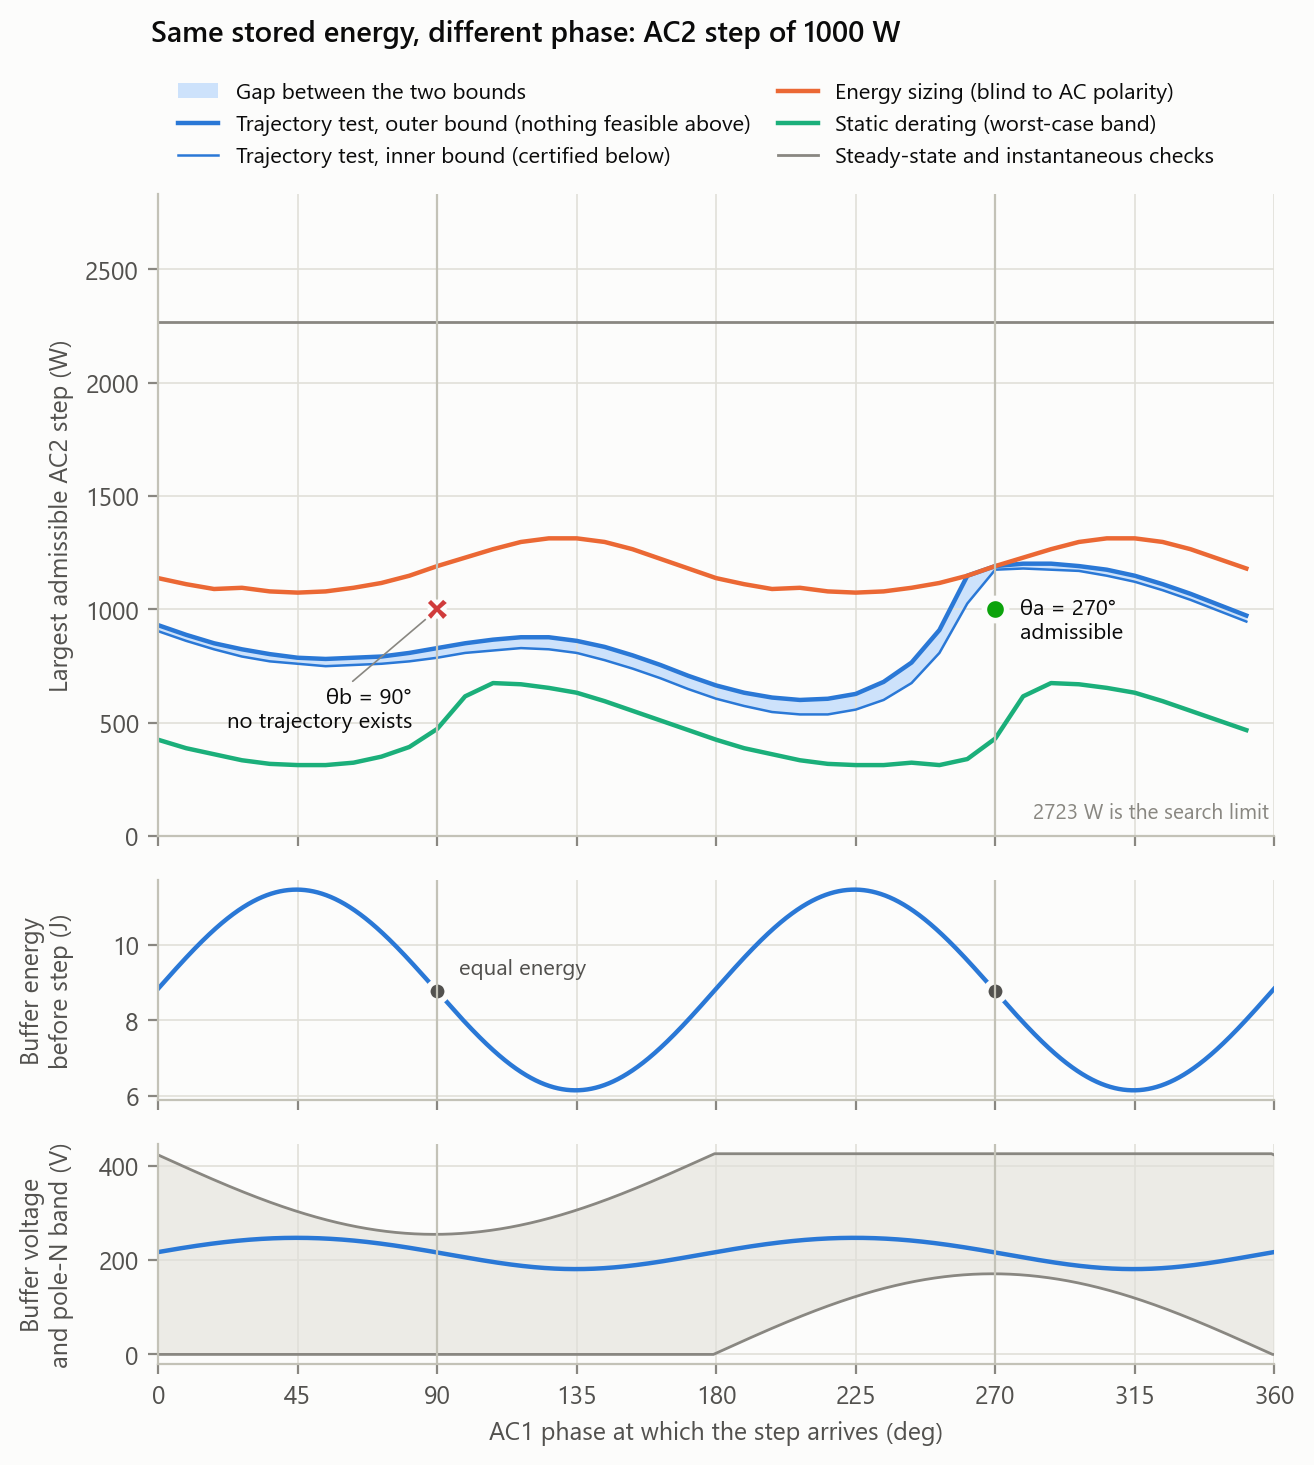 Same stored energy, different phase: AC2 step of 1000 W
Gap between the two bounds
Trajectory test, outer bound (nothing feasible above)
Trajectory test, inner bound (certified below)
Energy sizing (blind to AC polarity)
Static derating (worst-case band)
Steady-state and instantaneous checks
Largest admissible AC2 step (W)
2500
2000
1500
1000
500
0
θa = 270°
admissible
θb = 90°
no trajectory exists
2723 W is the search limit
Buffer energy
before step (J)
10
8
6
equal energy
Buffer voltage
and pole-N band (V)
400
200
0
0
45
90
135
180
225
270
315
360
AC1 phase at which the step arrives (deg)